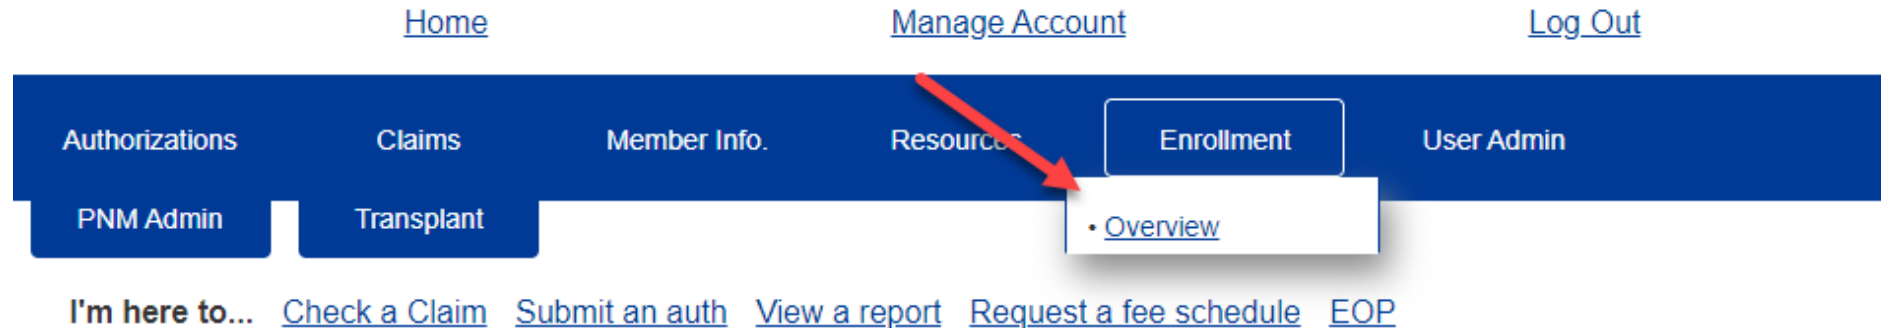 Home Manage Account Log Out
Authorizations Claims Member Info. Resources Enrollment User Admin
PNM Admin Transplant
• Overview
I'm here to... Check a Claim Submit an auth View a report Request a fee schedule EOP